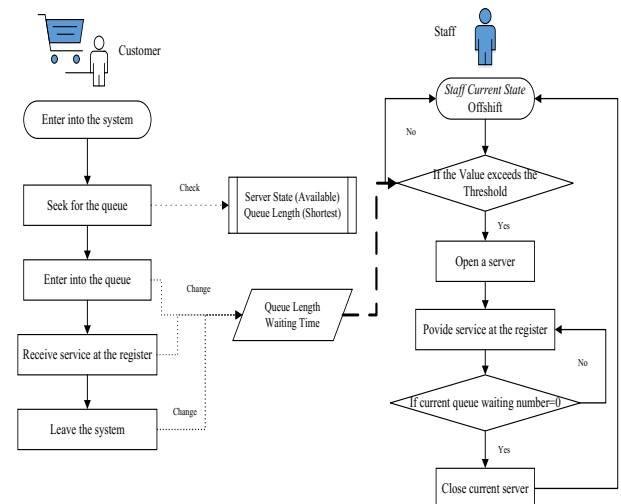 Customer
Enter into the system
Seek for the queue
Check
Server State (Available)
Queue Length (Shortest)
Enter into the queue
Change
Queue Length
Waiting Time
Receive service at the register
Change
Leave the system
Staff
Staff Current State
Offshift
No
If the Value exceeds the
Threshold
Yes
Open a server
Povide service at the register
No
If current queue waiting number=0
Yes
Close current server